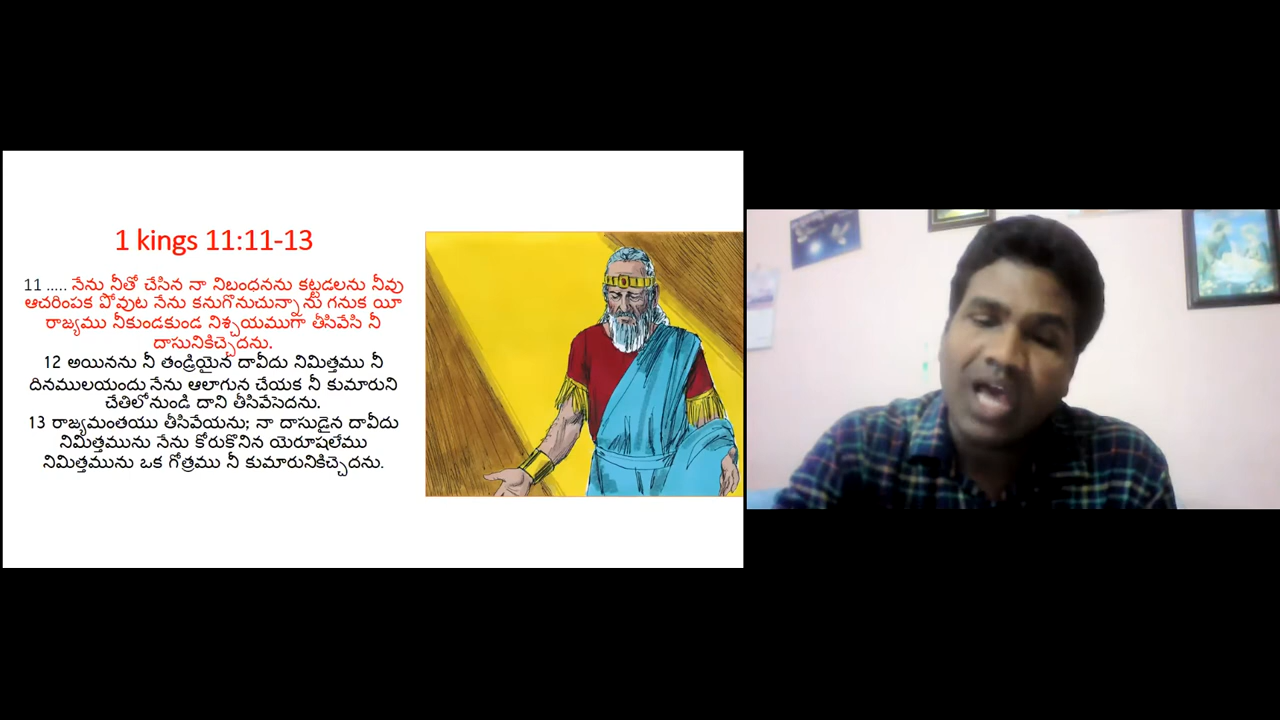 1 kings 11:11-13
11 ..... నేను నీతో చేసిన నా నిబంధనను కట్టడలను నీవు
ఆచరింపక పోవుట నేను కనుగొనుచున్నాను గనుక యీ
రాజ్యము నీకుండకుండ నిశ్చయముగా తీసివేసి నీ
దాసునికిచ్చెదను.
12 అయినను నీ తండ్రియైన దావీదు నిమిత్తము నీ
దినములయందు నేను ఆలాగున చేయక నీ కుమారుని
చేతిలోనుండి దాని తీసివేసెదను.
13 రాజ్యమంతయు తీసివేయను; నా దాసుడైన దావీదు
నిమిత్తమును నేను కోరుకొనిన యెరూషలేము
నిమిత్తమును ఒక గోత్రము నీ కుమారునికిచ్చెదను.